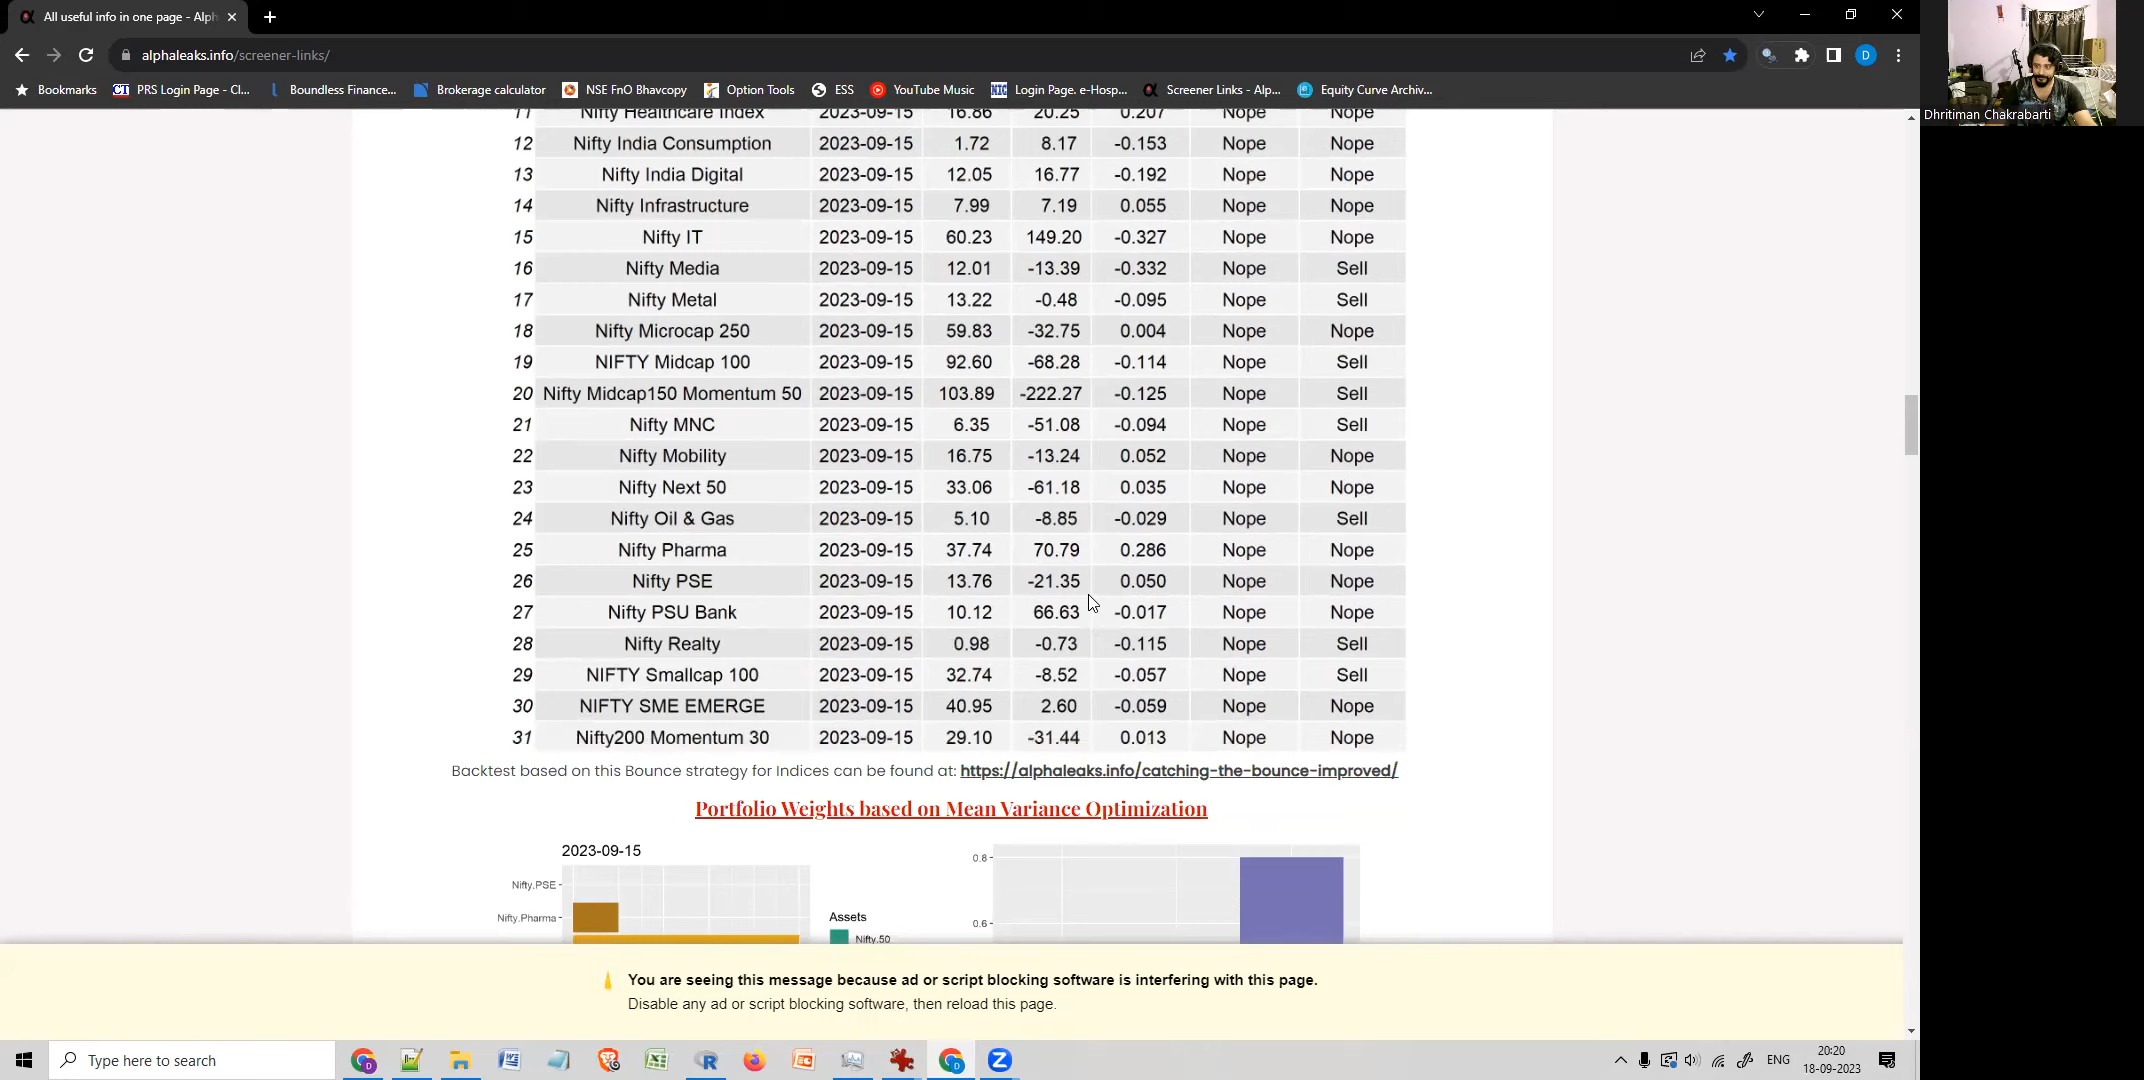 All useful info in one page - Alph
alphaleaks.info/screener-links/
Bookmarks PRS Login Page - Cl... Boundless Finance... Brokerage calculator NSE FnO Bhavcopy Option Tools ESS YouTube Music Login Page. e-Hosp... Screener Links - Alp... Equity Curve Archiv...
Dhritiman Chakrabarti
11 Nifty Healthcare Index 2023-09-15 16.86 20.25 0.207 Nope Nope
12 Nifty India Consumption 2023-09-15 1.72 8.17 -0.153 Nope Nope
13 Nifty India Digital 2023-09-15 12.05 16.77 -0.192 Nope Nope
14 Nifty Infrastructure 2023-09-15 7.99 7.19 0.055 Nope Nope
15 Nifty IT 2023-09-15 60.23 149.20 -0.327 Nope Nope
16 Nifty Media 2023-09-15 12.01 -13.39 -0.332 Nope Sell
17 Nifty Metal 2023-09-15 13.22 -0.48 -0.095 Nope Sell
18 Nifty Microcap 250 2023-09-15 59.83 -32.75 0.004 Nope Nope
19 NIFTY Midcap 100 2023-09-15 92.60 -68.28 -0.114 Nope Sell
20 Nifty Midcap150 Momentum 50 2023-09-15 103.89 -222.27 -0.125 Nope Sell
21 Nifty MNC 2023-09-15 6.35 -51.08 -0.094 Nope Sell
22 Nifty Mobility 2023-09-15 16.75 -13.24 0.052 Nope Nope
23 Nifty Next 50 2023-09-15 33.06 -61.18 0.035 Nope Nope
24 Nifty Oil & Gas 2023-09-15 5.10 -8.85 -0.029 Nope Sell
25 Nifty Pharma 2023-09-15 37.74 70.79 0.286 Nope Nope
26 Nifty PSE 2023-09-15 13.76 -21.35 0.050 Nope Nope
27 Nifty PSU Bank 2023-09-15 10.12 66.63 -0.017 Nope Nope
28 Nifty Realty 2023-09-15 0.98 -0.73 -0.115 Nope Sell
29 NIFTY Smallcap 100 2023-09-15 32.74 -8.52 -0.057 Nope Sell
30 NIFTY SME EMERGE 2023-09-15 40.95 2.60 -0.059 Nope Nope
31 Nifty200 Momentum 30 2023-09-15 29.10 -31.44 0.013 Nope Nope
Backtest based on this Bounce strategy for Indices can be found at: https://alphaleaks.info/catching-the-bounce-improved/
Portfolio Weights based on Mean Variance Optimization
2023-09-15
Nifty.PSE
Nifty.Pharma
Assets
Nifty.50
0.8
0.6
You are seeing this message because ad or script blocking software is interfering with this page.
Disable any ad or script blocking software, then reload this page.
Type here to search
ENG
20:20
18-09-2023